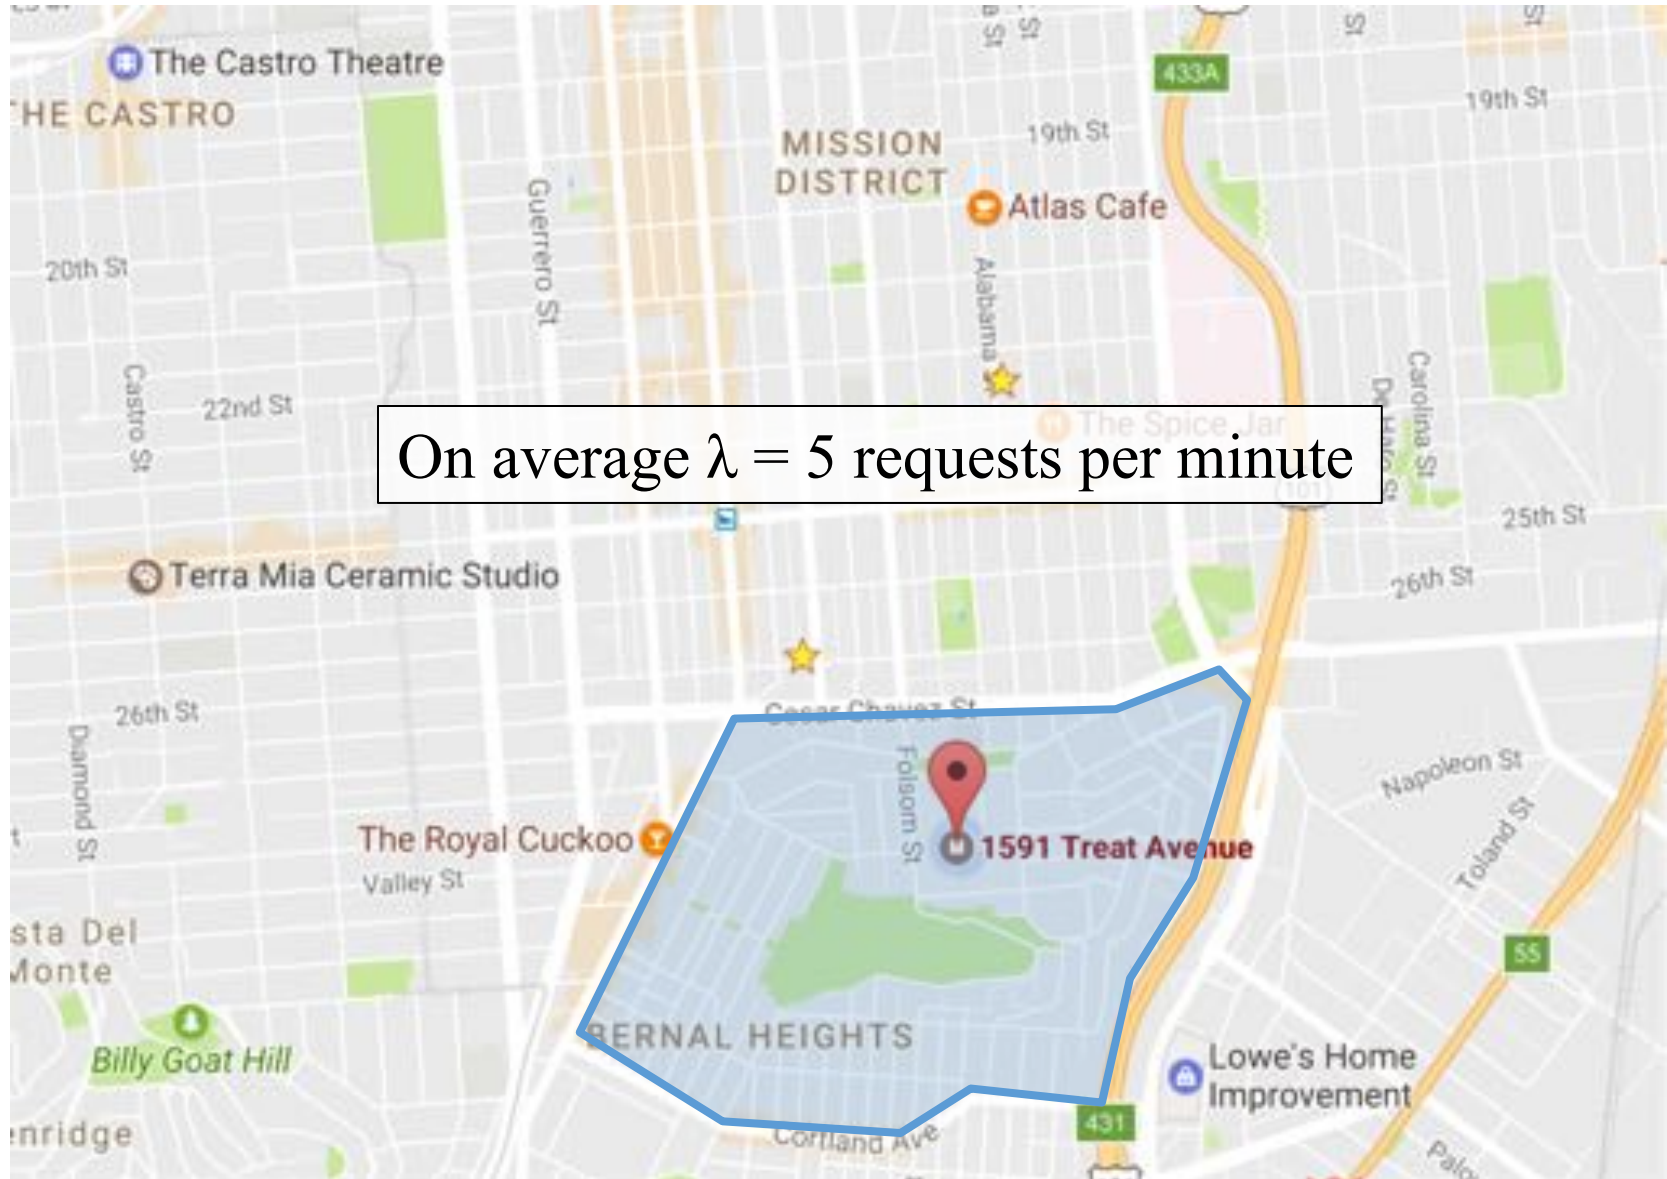 The Castro Theatre
HE CASTRO
433A
19th St
19th St
MISSION
DISTRICT
Atlas Cafe
Guerrero St
20th St
Alabama
Castro St
22nd St
Carolina St
The Spice Jar
On average λ = 5 requests per minute
101
25th St
Terra Mia Ceramic Studio
26th St
26th St
Cesar Chavez St
Diamond St
Folsom St
Napoleon St
The Royal Cuckoo
1591 Treat Avenue
Toland St
Valley St
sta Del
Monte
55
BERNAL HEIGHTS
Billy Goat Hill
Lowe's Home
Improvement
431
Cortland Ave
enridge